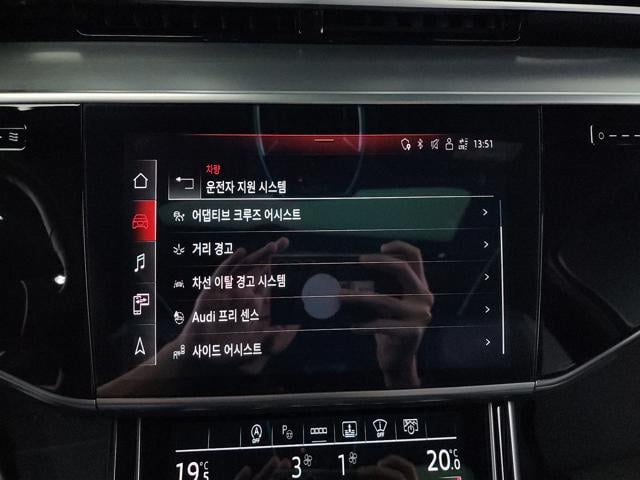 13:51
차량
운전자 지원 시스템
어댑티브 크루즈 어시스트
거리 경고
차선 이탈 경고 시스템
Audi 프리 센스
사이드 어시스트
A OFF P OFF
19.5°C 3 1 20.0°C